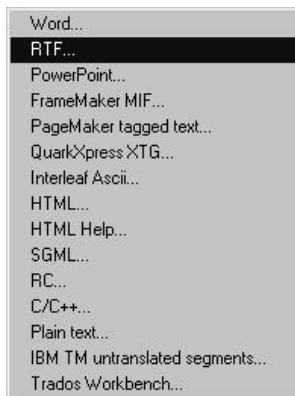 Word...
RTF...
PowerPoint...
FrameMaker MIF...
PageMaker tagged text...
QuarkXpress XTG...
Interleaf Ascii...
HTML...
HTML Help...
SGML...
RC...
C/C++...
Plain text...
IBM TM untranslated segments...
Trados Workbench...